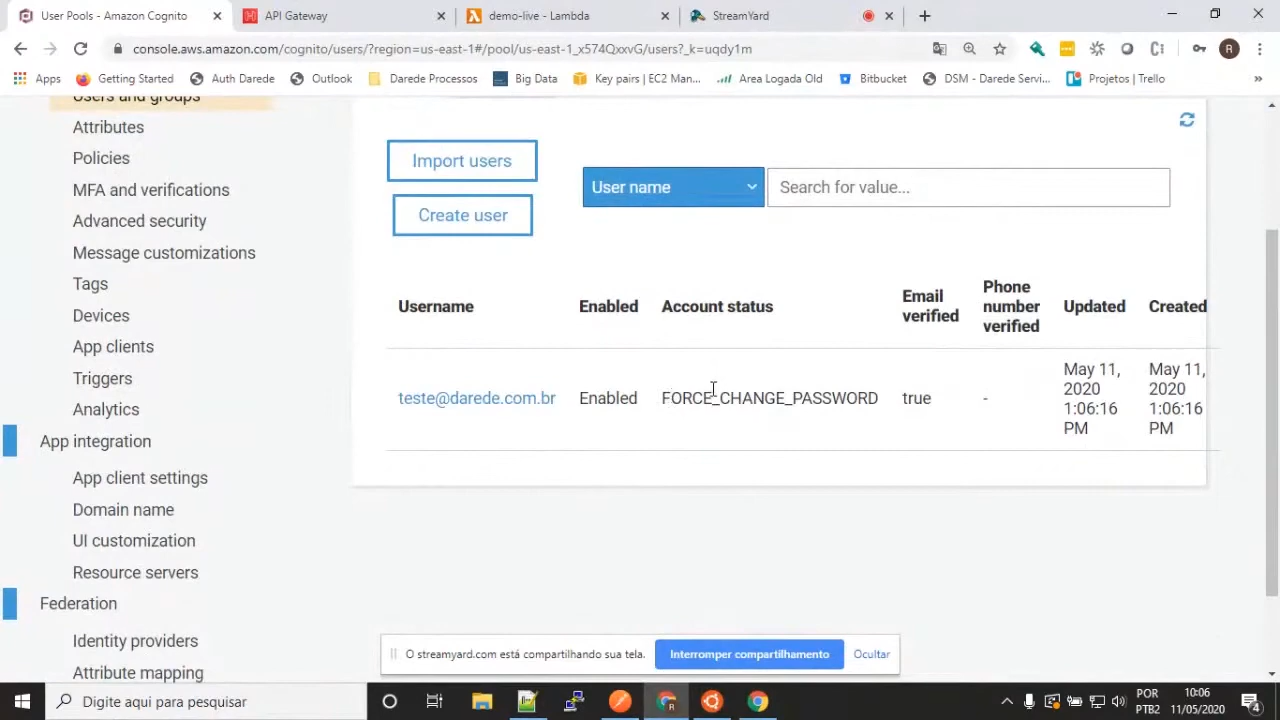 User Pools - Amazon Cognito
API Gateway
demo-live - Lambda
StreamYard
console.aws.amazon.com/cognito/users/?region=us-east-1#/pool/us-east-1_x574QxxvG/users?_k=uqdy1m
R
Apps
Getting Started
Auth Darede
Outlook
Darede Processos
Big Data
Key pairs | EC2 Man...
Area Logada Old
Bitbucket
DSM - Darede Servi...
Projetos | Trello
»
Users and groups
Attributes
Policies
MFA and verifications
Advanced security
Message customizations
Tags
Devices
App clients
Triggers
Analytics
App integration
App client settings
Domain name
UI customization
Resource servers
Federation
Identity providers
Attribute mapping
Import users
Create user
User name
Search for value...
Username
Enabled
Account status
Email
verified
Phone
number
verified
Updated
Created
teste@darede.com.br
Enabled
FORCE_CHANGE_PASSWORD
true
-
May 11,
2020
1:06:16
PM
May 11,
2020
1:06:16
PM
O streamyard.com está compartilhando sua tela.
Interromper compartilhamento
Ocultar
Digite aqui para pesquisar
POR
PTB2
10:06
11/05/2020
4